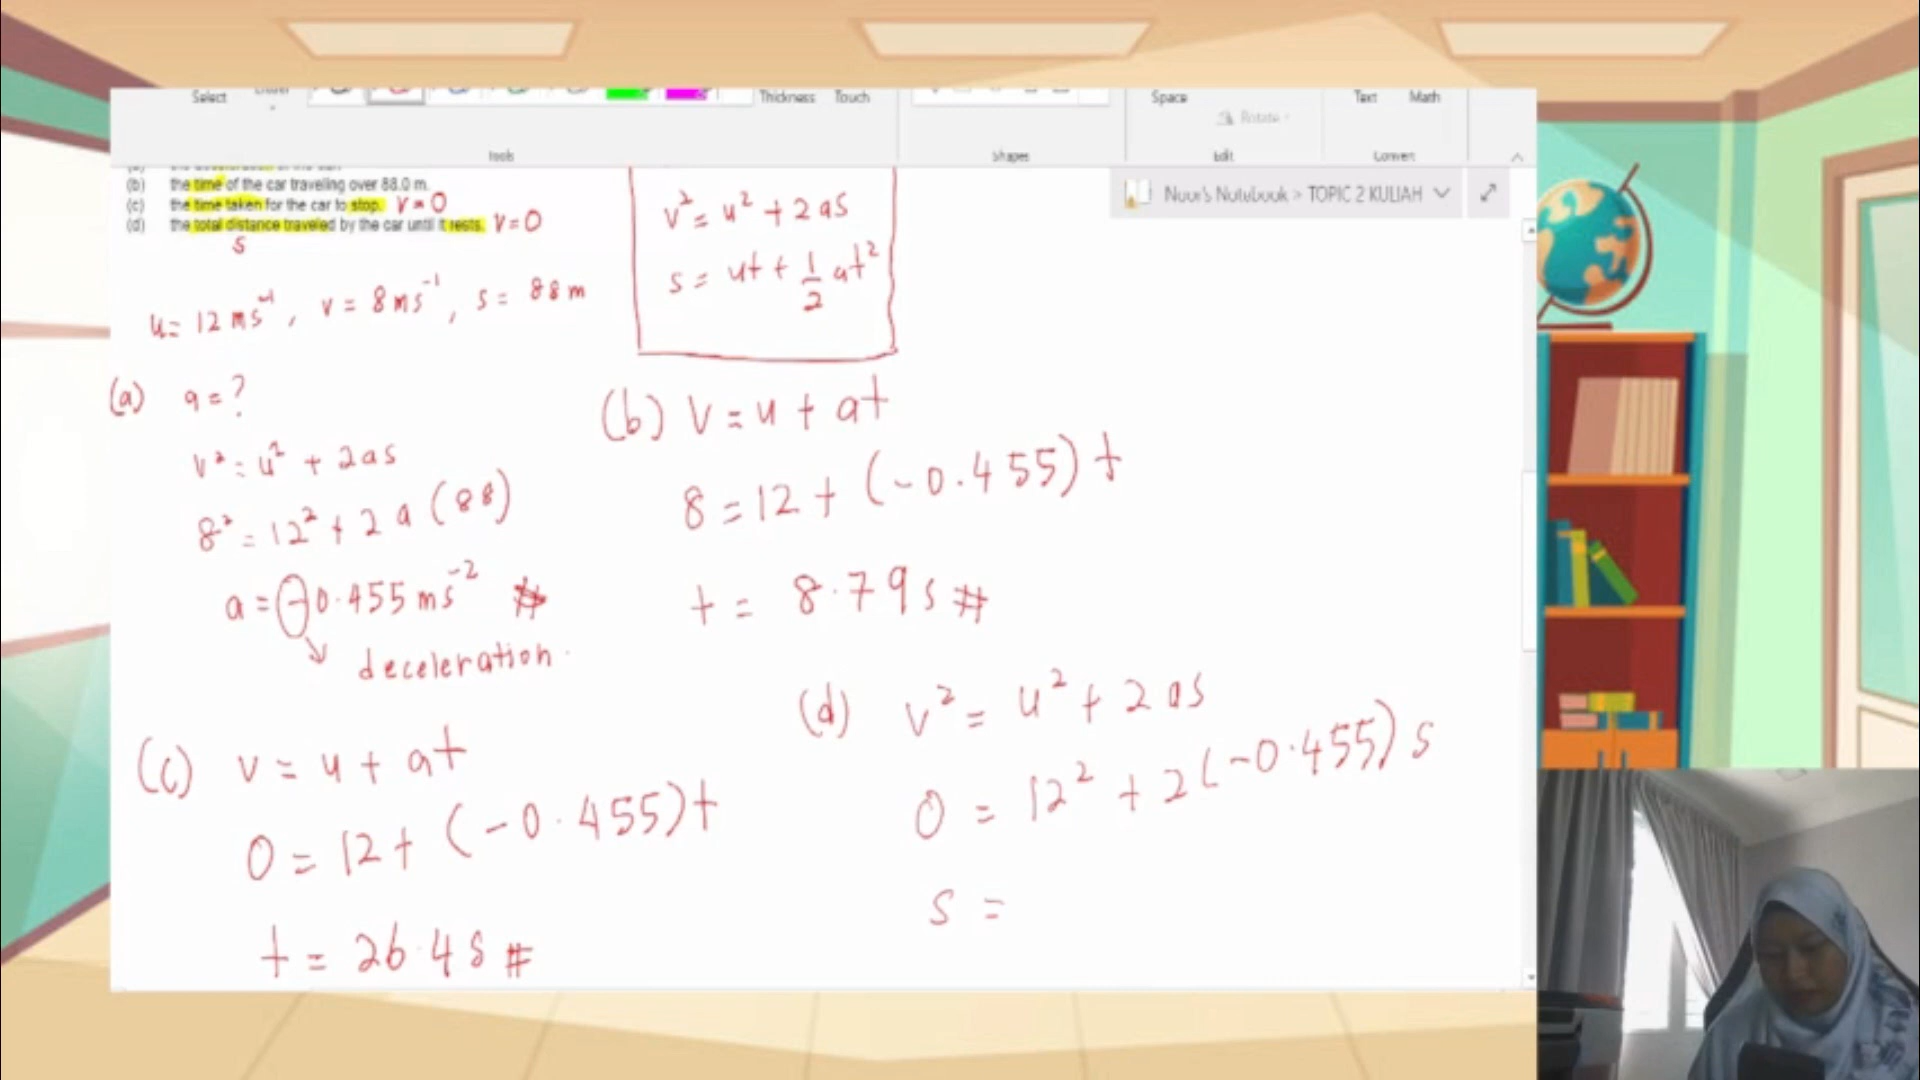 Select
Thickness Touch
Space
Text Math
Rotate
Tools
Shapes
Edit
Convert
(b) the time of the car traveling over 88.0 m.
(c) the time taken for the car to stop. V=0
(d) the total distance traveled by the car until it rests. V=0
s
Noor's Notebook > TOPIC 2 KULIAH
v²= u² + 2as
s = ut + 1/2 at²
u= 12 ms⁻¹, v = 8 ms⁻¹, s = 88 m
(a) a = ?
v² = u² + 2as
8² = 12² + 2a (88)
a = -0.455 ms⁻² #
deceleration.
(b) V = u + at
8 = 12 + (-0.455) t
t = 8.79 s #
(c) v = u + at
0 = 12 + (-0.455)t
t = 26.4 s #
(d) v² = u² + 2as
0 = 12² + 2(-0.455) s
s =